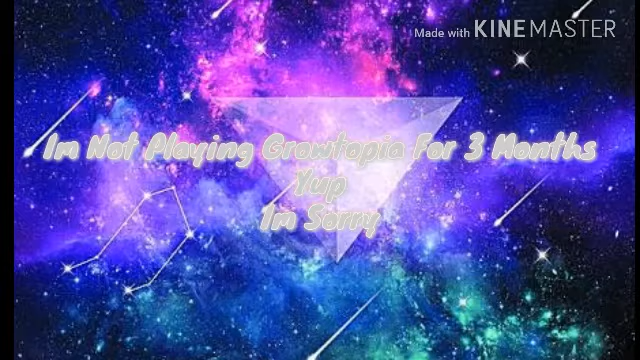 Made with KINEMASTER
Im Not Playing Growtopia For 3 Months
Yup
Im Sorry